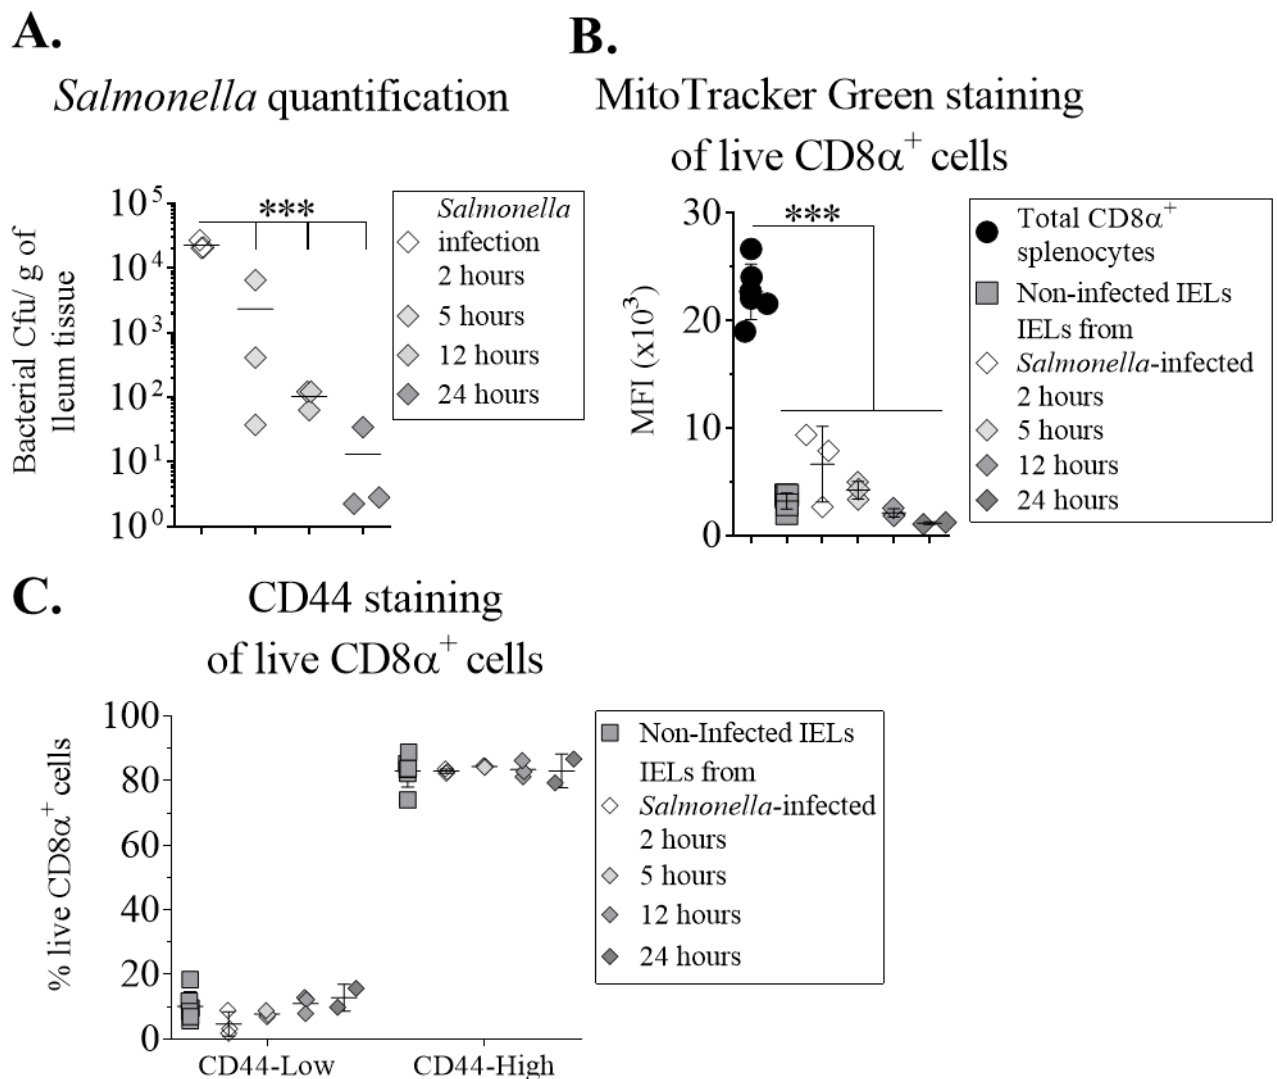 A.
Salmonella quantification
Bacterial Cfu/ g of
Ileum tissue
10^5
10^4
10^3
10^2
10^1
10^0
***
Salmonella
infection
2 hours
5 hours
12 hours
24 hours
B.
MitoTracker Green staining
of live CD8α^+ cells
MFI (x10^3)
30
20
10
0
***
Total CD8α^+
splenocytes
Non-infected IELs
IELs from
Salmonella-infected
2 hours
5 hours
12 hours
24 hours
C.
CD44 staining
of live CD8α^+ cells
% live CD8α^+ cells
100
80
60
40
20
0
CD44-Low
CD44-High
Non-Infected IELs
IELs from
Salmonella-infected
2 hours
5 hours
12 hours
24 hours